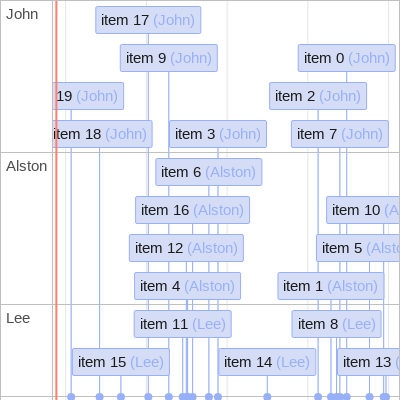 John
item 17 (John)
item 9 (John)
item 0 (John)
19 (John)
item 2 (John)
item 18 (John)
item 3 (John)
item 7 (John)
Alston
item 6 (Alston)
item 16 (Alston)
item 10 (A
item 12 (Alston)
item 5 (Alst
item 4 (Alston)
item 1 (Alston)
Lee
item 11 (Lee)
item 8 (Lee)
item 15 (Lee)
item 14 (Lee)
item 13 (